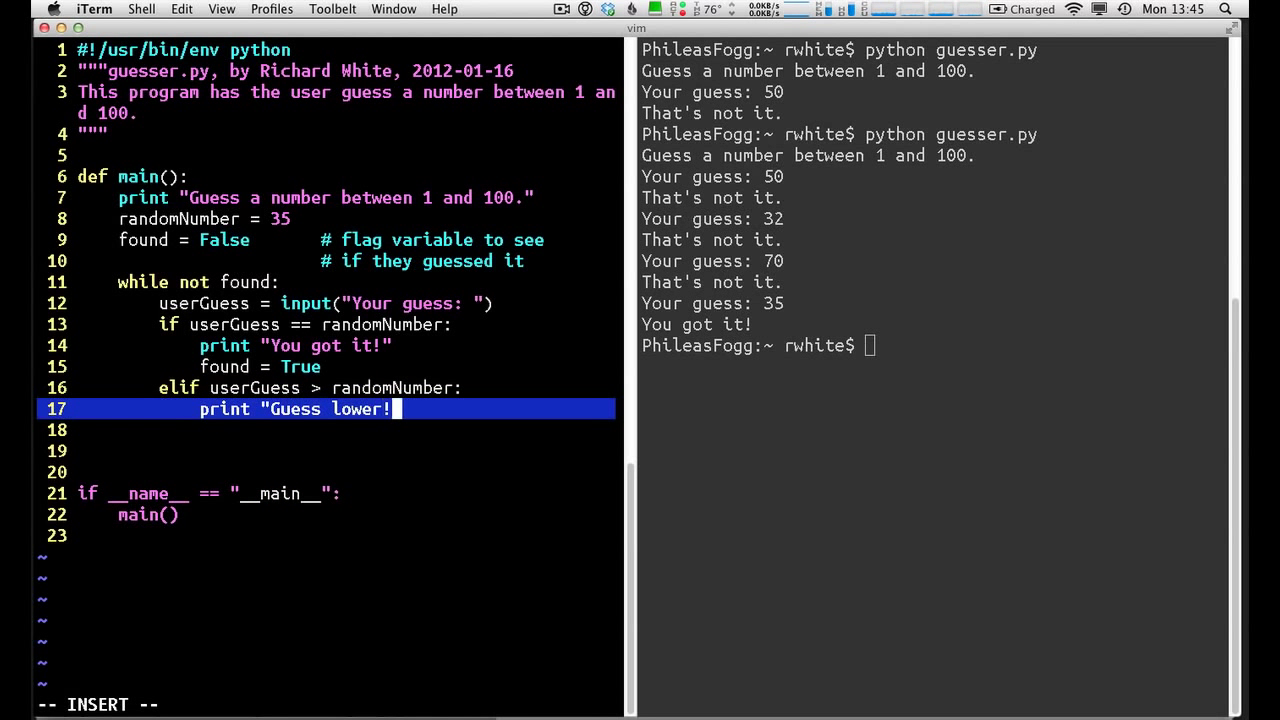 iTerm Shell Edit View Profiles Toolbelt Window Help 76° 0.0KB/s 0.0KB/s Charged Mon 13:45
vim
1 #!/usr/bin/env python
2 """guesser.py, by Richard White, 2012-01-16
3 This program has the user guess a number between 1 an
d 100.
4 """
5
6 def main():
7 print "Guess a number between 1 and 100."
8 randomNumber = 35
9 found = False # flag variable to see
10 # if they guessed it
11 while not found:
12 userGuess = input("Your guess: ")
13 if userGuess == randomNumber:
14 print "You got it!"
15 found = True
16 elif userGuess > randomNumber:
17 print "Guess lower!
18
19
20
21 if __name__ == "__main__":
22 main()
23
~
~
~
~
~
~
~
-- INSERT --
PhileasFogg:~ rwhite$ python guesser.py
Guess a number between 1 and 100.
Your guess: 50
That's not it.
PhileasFogg:~ rwhite$ python guesser.py
Guess a number between 1 and 100.
Your guess: 50
That's not it.
Your guess: 32
That's not it.
Your guess: 70
That's not it.
Your guess: 35
You got it!
PhileasFogg:~ rwhite$